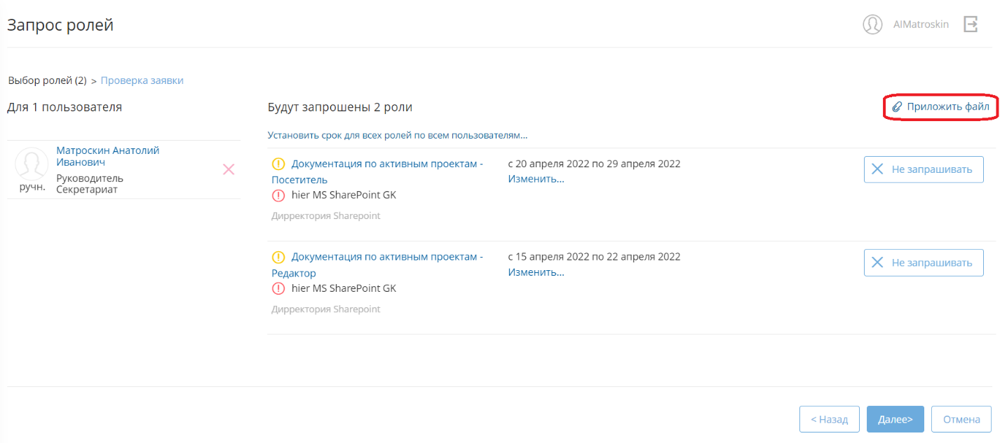 Запрос ролей
AIMatroskin
Выбор ролей (2) > Проверка заявки
Для 1 пользователя
Будут запрошены 2 роли
Приложить файл
Установить срок для всех ролей по всем пользователям...
Матроскин Анатолий
Иванович
Руководитель
Секретариат
ручн.
Документация по активным проектам -
Посетитель
hier MS SharePoint GK
Дирректория Sharepoint
с 20 апреля 2022 по 29 апреля 2022
Изменить...
Не запрашивать
Документация по активным проектам -
Редактор
hier MS SharePoint GK
Дирректория Sharepoint
с 15 апреля 2022 по 22 апреля 2022
Изменить...
Не запрашивать
< Назад
Далее>
Отмена